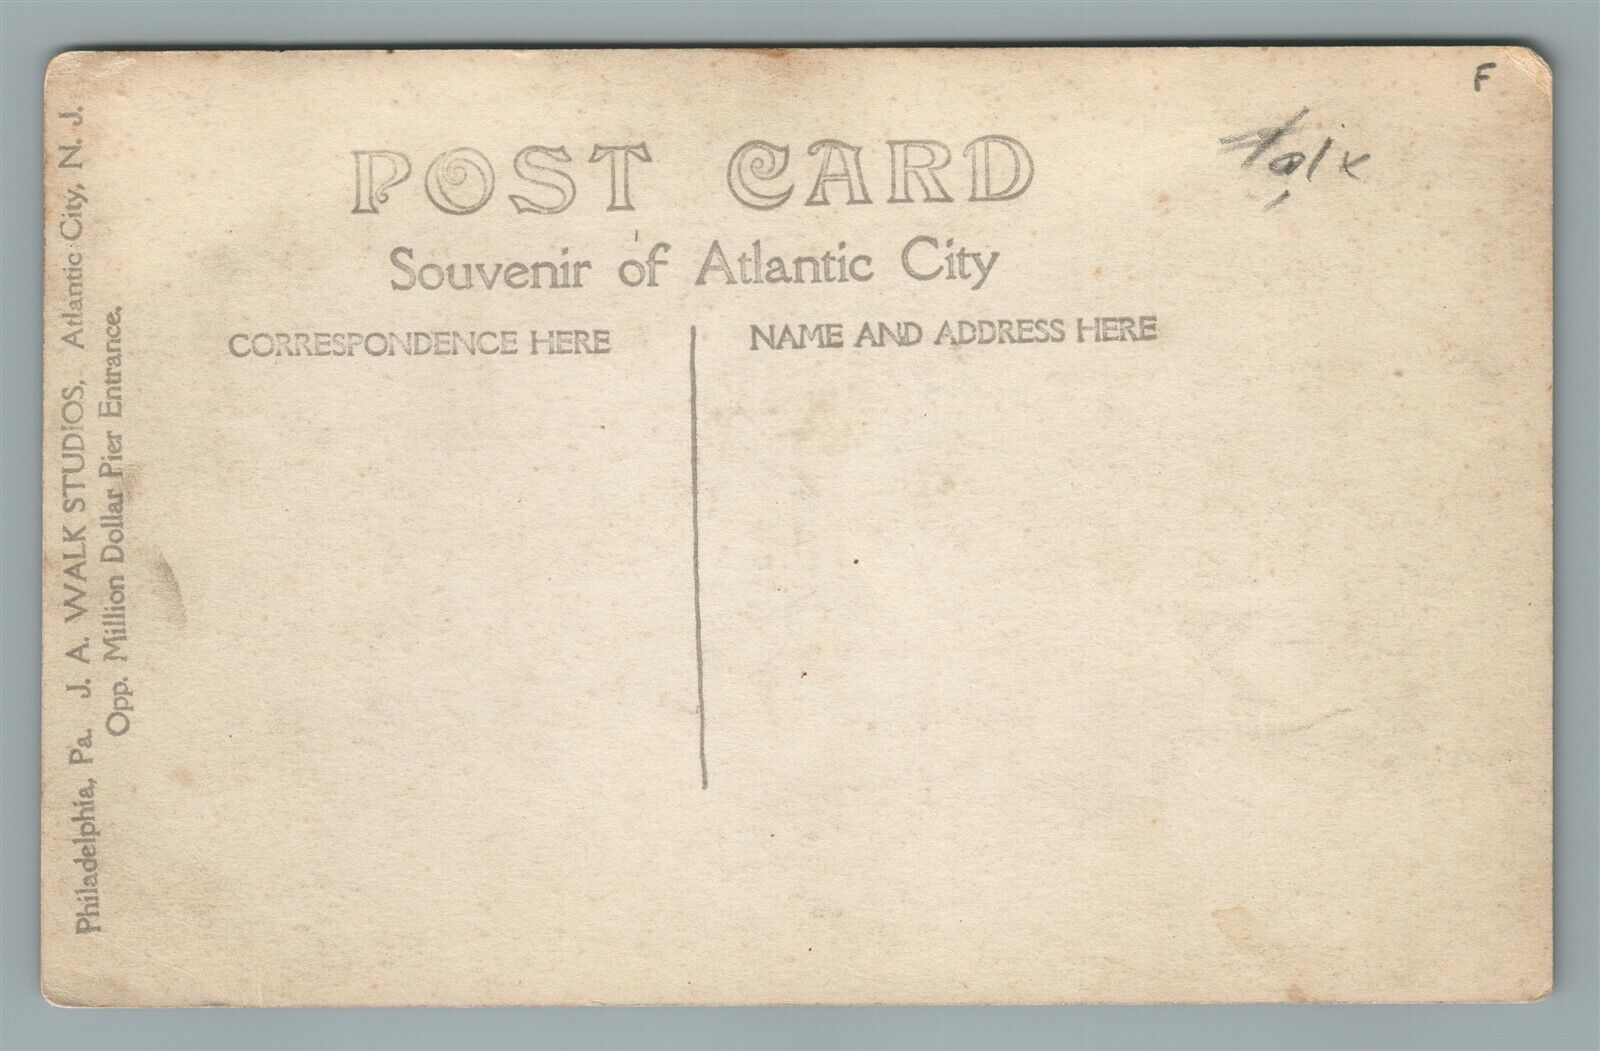 F
POST CARD
Souvenir of Atlantic City
CORRESPONDENCE HERE
NAME AND ADDRESS HERE
Philadelphia, Pa. J. A. WALK STUDIOS, Atlantic City, N. J.
Opp. Million Dollar Pier Entrance.